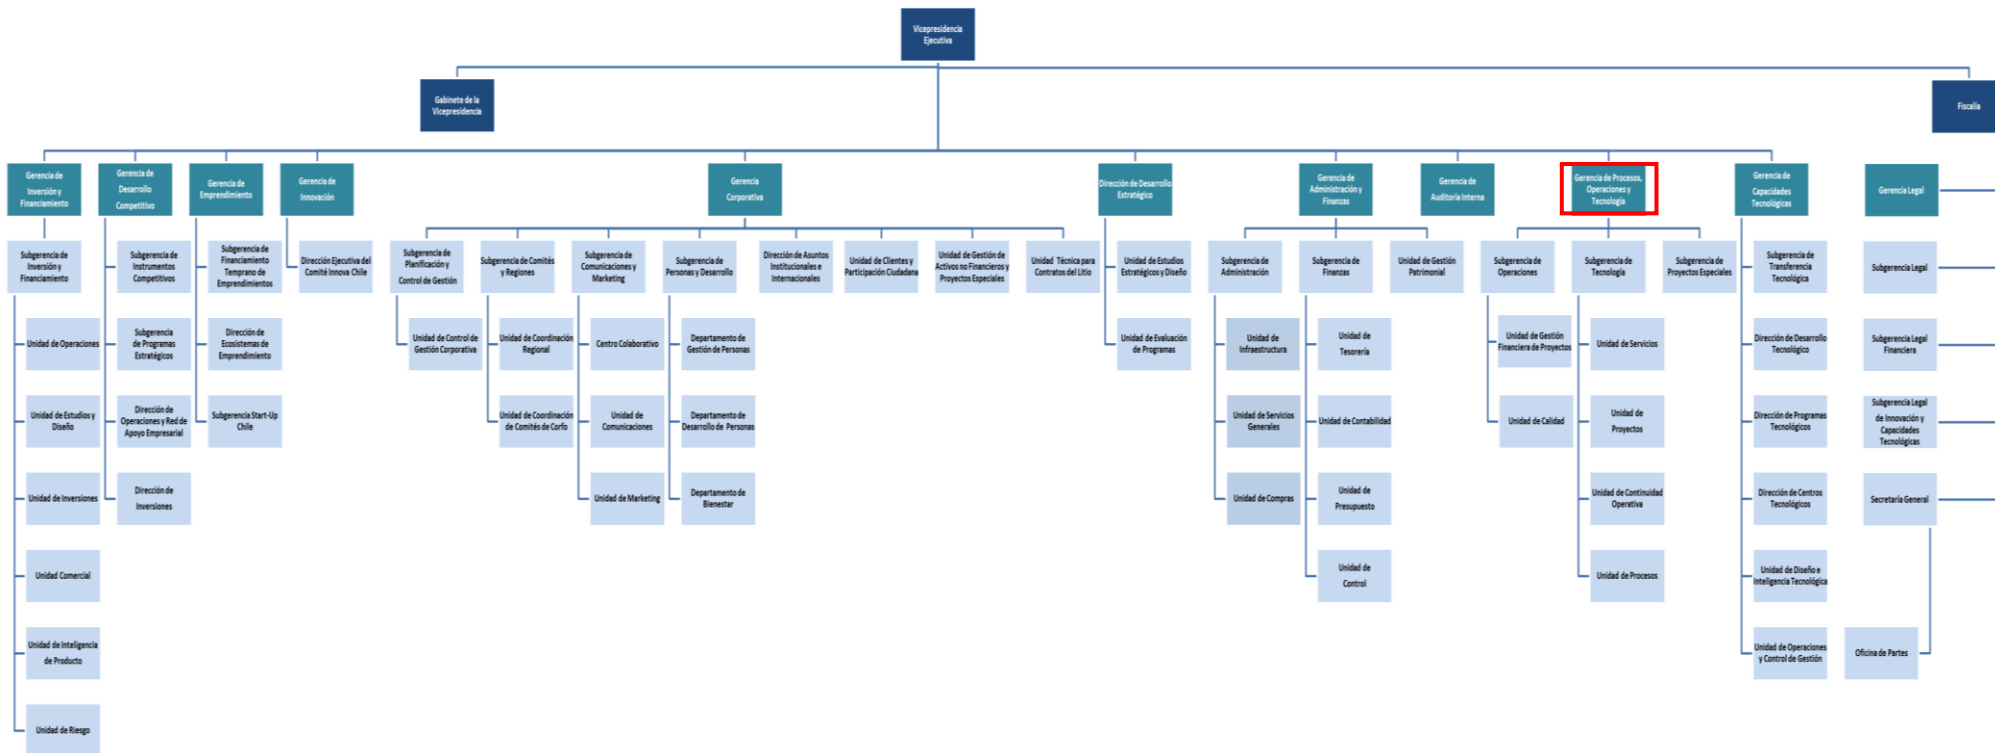 Vicepresidencia
Ejecutiva
Gabinete de la
Vicepresidencia
Fiscalía
Gerencia de
Inversión y
Financiamiento
Gerencia de
Desarrollo
Competitivo
Gerencia de
Emprendimiento
Gerencia de
Innovación
Gerencia
Corporativa
Dirección de Desarrollo
Estratégico
Gerencia de
Administración y
Finanzas
Gerencia de
Auditoria Interna
Gerencia de Procesos,
Operaciones y
Tecnología
Gerencia de
Capacidades
Tecnológicas
Gerencia Legal
Subgerencia de
Inversión y
Financiamiento
Subgerencia de
Instrumentos
Competitivos
Subgerencia de
Financiamiento
Temprano de
Emprendimientos
Dirección Ejecutiva del
Comité Innova Chile
Subgerencia de
Planificación y
Control de Gestión
Subgerencia de Comités
y Regiones
Subgerencia de
Comunicaciones y
Marketing
Subgerencia de
Personas y Desarrollo
Dirección de Asuntos
Institucionales e
Internacionales
Unidad de Clientes y
Participación Ciudadana
Unidad de Gestión de
Activos no Financieros y
Proyectos Especiales
Unidad Técnica para
Contratos del Litio
Unidad de Estudios
Estratégicos y Diseño
Subgerencia de
Administración
Subgerencia de
Finanzas
Unidad de Gestión
Patrimonial
Subgerencia de
Operaciones
Subgerencia de
Tecnología
Subgerencia de
Proyectos Especiales
Subgerencia de
Transferencia
Tecnológica
Subgerencia Legal
Unidad de Operaciones
Subgerencia
de Programas
Estratégicos
Dirección de
Ecosistemas de
Emprendimiento
Unidad de Control de
Gestión Corporativa
Unidad de Coordinación
Regional
Centro Colaborativo
Departamento de
Gestión de Personas
Unidad de Evaluación
de Programas
Unidad de
Infraestructura
Unidad de
Tesorería
Unidad de Gestión
Financiera de Proyectos
Unidad de Servicios
Dirección de Desarrollo
Tecnológico
Subgerencia Legal
Financiera
Unidad de Estudios y
Diseño
Dirección de
Operaciones y Red de
Apoyo Empresarial
Subgerencia Start-Up
Chile
Unidad de Coordinación
de Comités de Corfo
Unidad de
Comunicaciones
Departamento de
Desarrollo de Personas
Unidad de Servicios
Generales
Unidad de Contabilidad
Unidad de Calidad
Unidad de
Proyectos
Dirección de Programas
Tecnológicos
Subgerencia Legal
de Innovación y
Capacidades
Tecnológicas
Unidad de Inversiones
Dirección de
Inversiones
Unidad de Marketing
Departamento de
Bienestar
Unidad de Compras
Unidad de
Presupuesto
Unidad de Continuidad
Operativa
Dirección de Centros
Tecnológicos
Secretaría General
Unidad Comercial
Unidad de
Control
Unidad de Procesos
Unidad de Diseño e
Inteligencia Tecnológica
Unidad de Inteligencia
de Producto
Unidad de Operaciones
y Control de Gestión
Oficina de Partes
Unidad de Riesgo